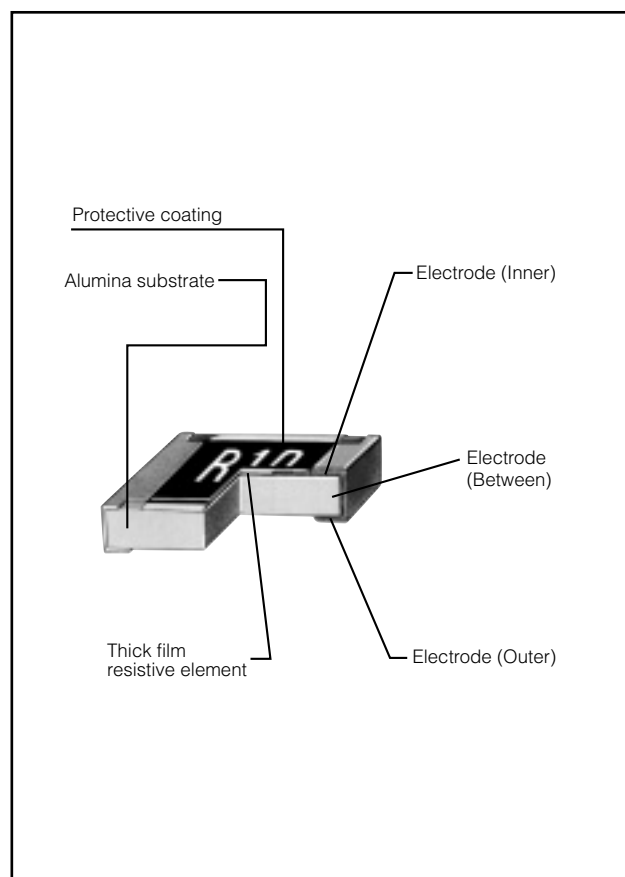 Protective coating
Alumina substrate
Electrode (Inner)
R10
Electrode
(Between)
Thick film
resistive element
Electrode (Outer)